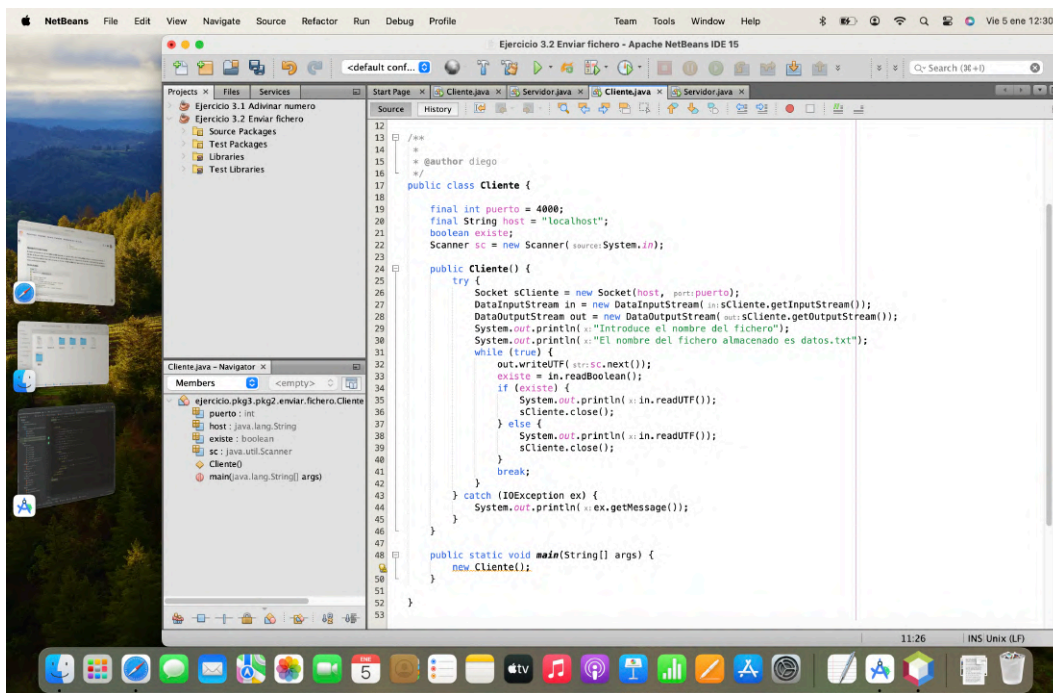 NetBeans File Edit View Navigate Source Refactor Run Debug Profile Team Tools Window Help Vie 5 ene 12:30
Ejercicio 3.2 Enviar fichero - Apache NetBeans IDE 15
<default conf... Search (⌘+I)
Projects Files Services
Start Page Cliente.java Servidor.java Cliente.java Servidor.java
Source History
Ejercicio 3.1 Adivinar numero
Ejercicio 3.2 Enviar fichero
Source Packages
Test Packages
Libraries
Test Libraries
12
13 /**
14 *
15 * @author diego
16 */
17 public class Cliente {
18
19 final int puerto = 4000;
20 final String host = "localhost";
21 boolean existe;
22 Scanner sc = new Scanner( source: System.in);
23
24 public Cliente() {
25 try {
26 Socket sCliente = new Socket(host, port: puerto);
27 DataInputStream in = new DataInputStream( in: sCliente.getInputStream());
28 DataOutputStream out = new DataOutputStream( out: sCliente.getOutputStream());
29 System.out.println( x: "Introduce el nombre del fichero");
30 System.out.println( x: "El nombre del fichero almacenado es datos.txt");
31 while (true) {
32 out.writeUTF( str: sc.next());
33 existe = in.readBoolean();
34 if (existe) {
35 System.out.println( x: in.readUTF());
36 sCliente.close();
37 } else {
38 System.out.println( x: in.readUTF());
39 sCliente.close();
40 }
41 break;
42 }
43 } catch (IOException ex) {
44 System.out.println( x: ex.getMessage());
45 }
46 }
47
48 public static void main(String[] args) {
new Cliente();
50 }
51
52 }
53
Cliente.java - Navigator
Members <empty>
ejercicio.pkg3.pkg2.enviar.fichero.Cliente
puerto : int
host : java.lang.String
existe : boolean
sc : java.util.Scanner
Cliente()
main(java.lang.String[] args)
11:26 INS Unix (LF)
ENE
5
tv